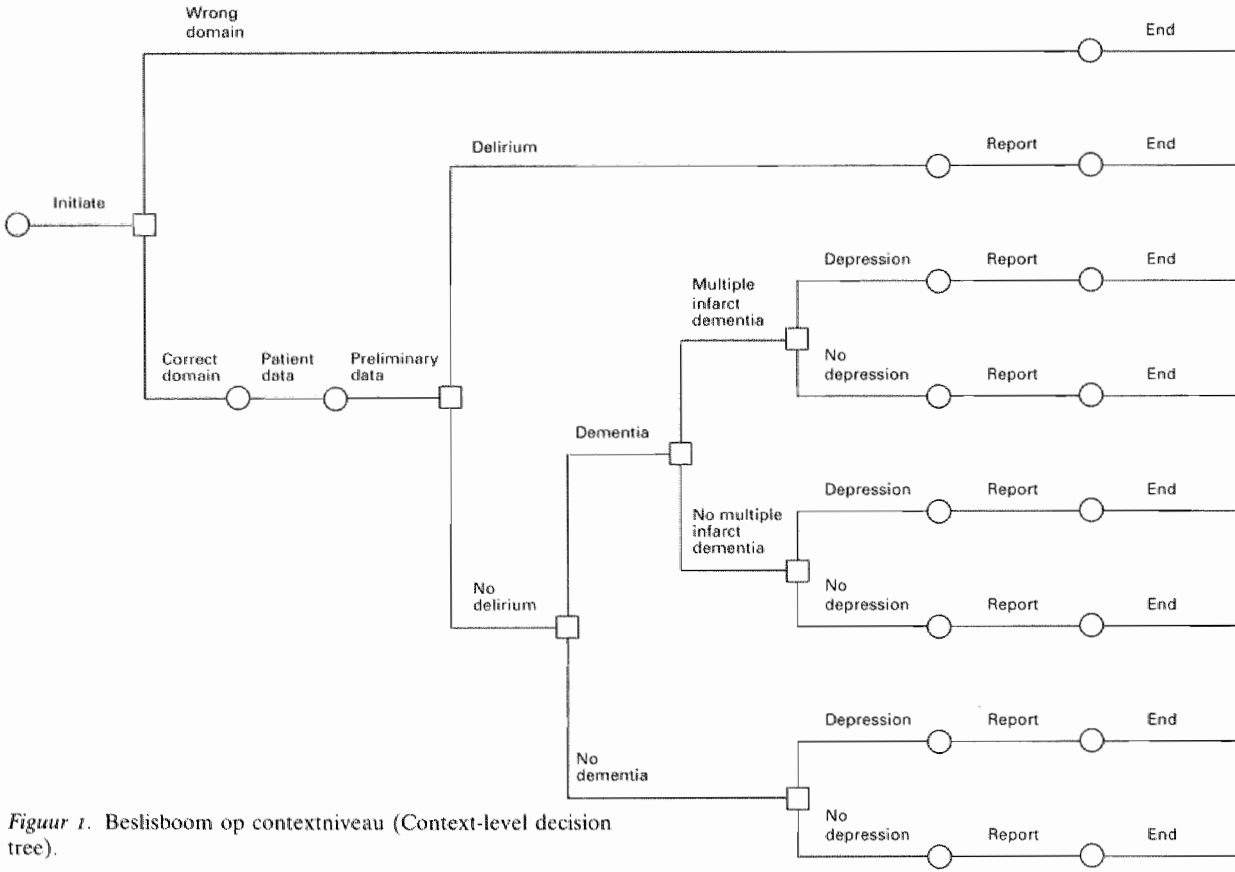 Wrong
domain
End
Delirium
Report
End
Initiate
Depression
Report
End
Multiple
infarct
dementia
No
depression
Report
End
Correct
domain
Patient
data
Preliminary
data
Dementia
Depression
Report
End
No multiple
infarct
dementia
No
depression
Report
End
No
delirium
Depression
Report
End
No
dementia
No
depression
Report
End
Figuur 1. Beslisboom op contextniveau (Context-level decision
tree).